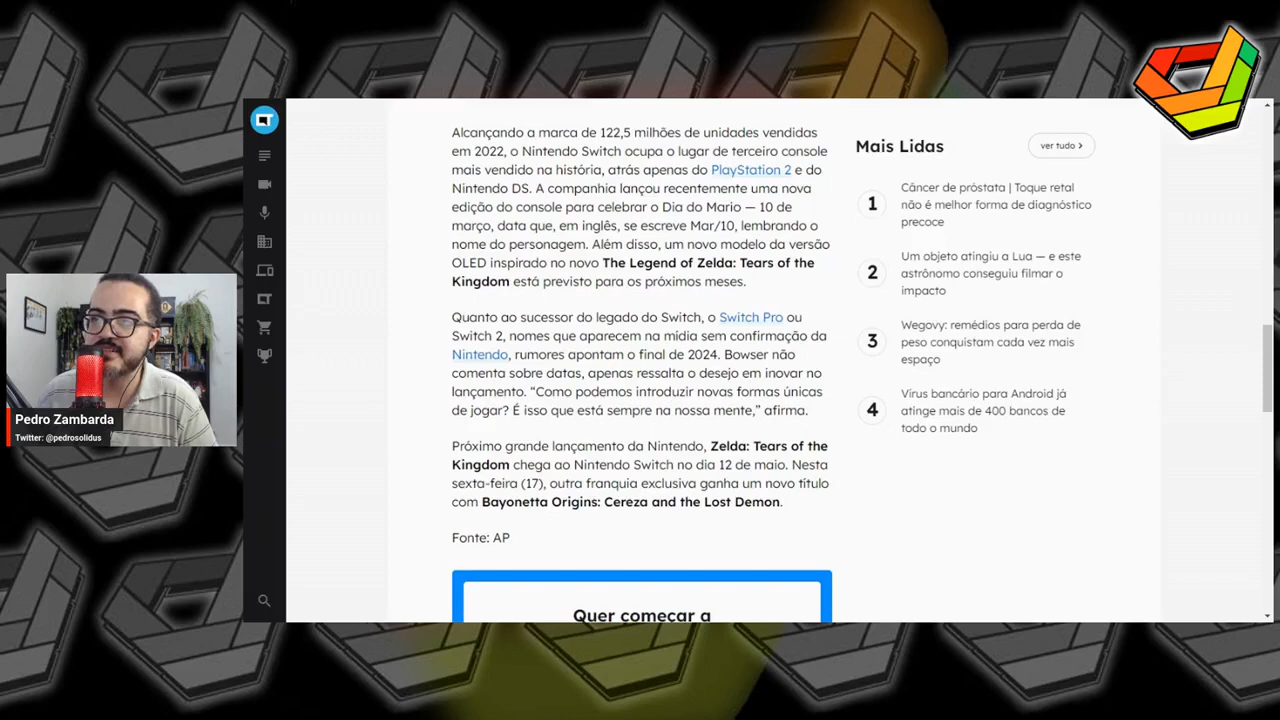 Alcançando a marca de 122,5 milhões de unidades vendidas
em 2022, o Nintendo Switch ocupa o lugar de terceiro console
mais vendido na história, atrás apenas do PlayStation 2 e do
Nintendo DS. A companhia lançou recentemente uma nova
edição do console para celebrar o Dia do Mario — 10 de
março, data que, em inglês, se escreve Mar/10, lembrando o
nome do personagem. Além disso, um novo modelo da versão
OLED inspirado no novo The Legend of Zelda: Tears of the
Kingdom está previsto para os próximos meses.
Quanto ao sucessor do legado do Switch, o Switch Pro ou
Switch 2, nomes que aparecem na mídia sem confirmação da
Nintendo, rumores apontam o final de 2024. Bowser não
comenta sobre datas, apenas ressalta o desejo em inovar no
lançamento. “Como podemos introduzir novas formas únicas
de jogar? É isso que está sempre na nossa mente,” afirma.
Próximo grande lançamento da Nintendo, Zelda: Tears of the
Kingdom chega ao Nintendo Switch no dia 12 de maio. Nesta
sexta-feira (17), outra franquia exclusiva ganha um novo título
com Bayonetta Origins: Cereza and the Lost Demon.
Fonte: AP
Quer começar a
Mais Lidas
ver tudo >
1
Câncer de próstata | Toque retal
não é melhor forma de diagnóstico
precoce
2
Um objeto atingiu a Lua — e este
astrônomo conseguiu filmar o
impacto
3
Wegovy: remédios para perda de
peso conquistam cada vez mais
espaço
4
Vírus bancário para Android já
atinge mais de 400 bancos de
todo o mundo
Pedro Zambarda
Twitter: @pedrosolidus